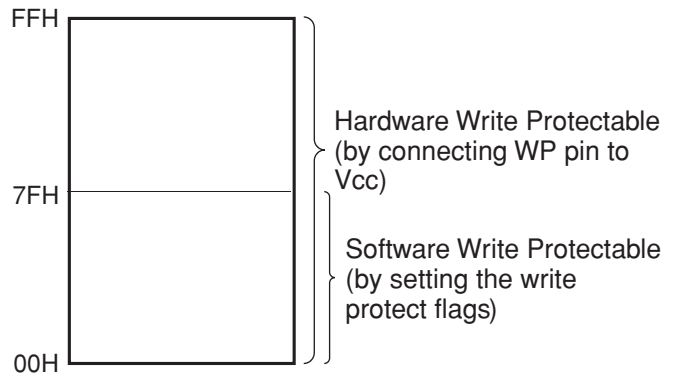 FFH
Hardware Write Protectable
(by connecting WP pin to
Vcc)
7FH
Software Write Protectable
(by setting the write
protect flags)
00H